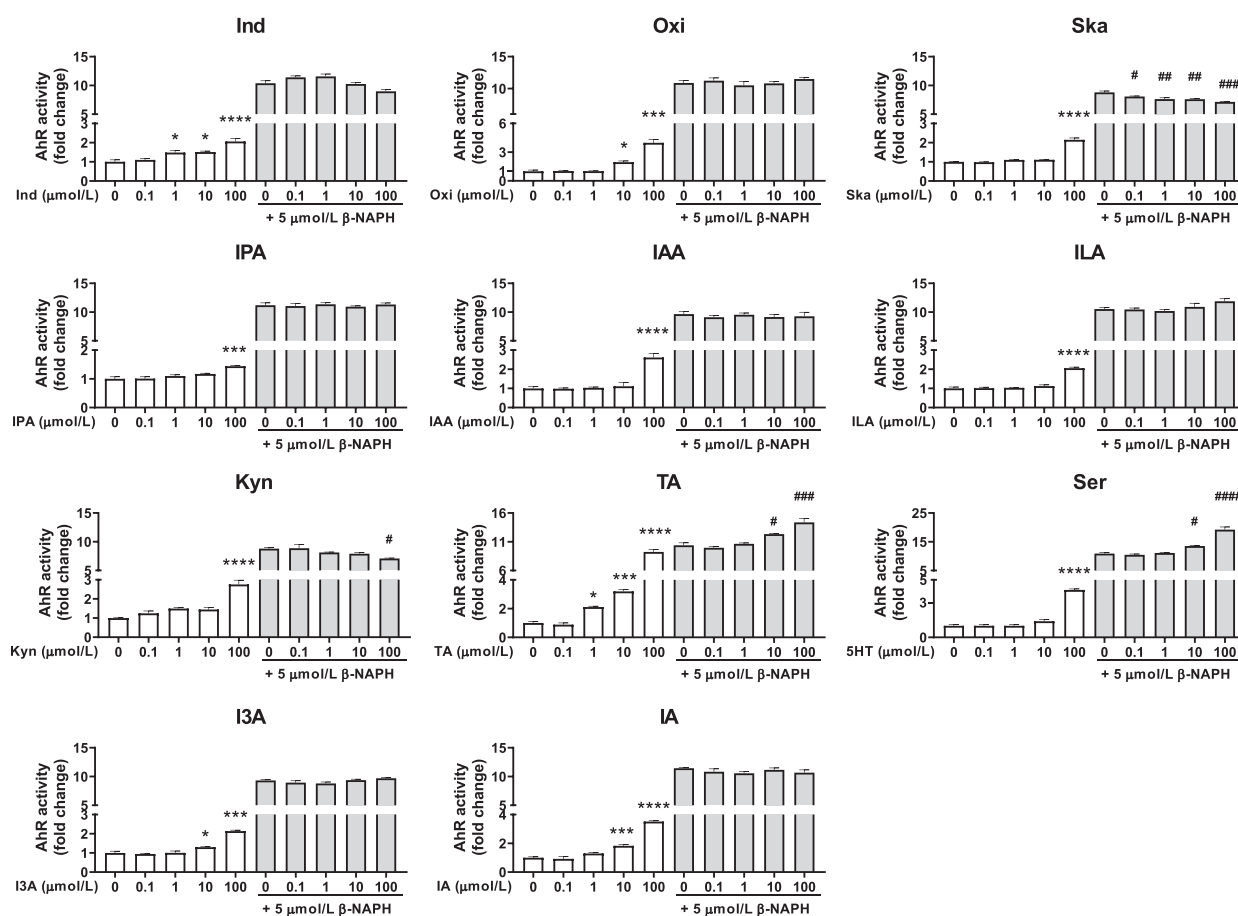 Ind
AhR activity
(fold change)
15
10
5
3
2
1
0
*
*
****
Ind (μmol/L)
0 0.1 1 10 100 0 0.1 1 10 100
+ 5 μmol/L β-NAPH
Oxi
AhR activity
(fold change)
15
10
5
6
3
0
*
***
Oxi (μmol/L)
0 0.1 1 10 100 0 0.1 1 10 100
+ 5 μmol/L β-NAPH
Ska
AhR activity
(fold change)
15
10
5
3
2
1
0
****
#
##
##
###
Ska (μmol/L)
0 0.1 1 10 100 0 0.1 1 10 100
+ 5 μmol/L β-NAPH
IPA
AhR activity
(fold change)
15
10
5
2
1
0
***
IPA (μmol/L)
0 0.1 1 10 100 0 0.1 1 10 100
+ 5 μmol/L β-NAPH
IAA
AhR activity
(fold change)
15
10
5
3
2
1
0
****
IAA (μmol/L)
0 0.1 1 10 100 0 0.1 1 10 100
+ 5 μmol/L β-NAPH
ILA
AhR activity
(fold change)
15
10
5
3
2
1
0
****
ILA (μmol/L)
0 0.1 1 10 100 0 0.1 1 10 100
+ 5 μmol/L β-NAPH
Kyn
AhR activity
(fold change)
15
10
5
3
2
1
0
****
#
Kyn (μmol/L)
0 0.1 1 10 100 0 0.1 1 10 100
+ 5 μmol/L β-NAPH
TA
AhR activity
(fold change)
16
11
6
4
2
0
*
***
****
#
###
TA (μmol/L)
0 0.1 1 10 100 0 0.1 1 10 100
+ 5 μmol/L β-NAPH
Ser
AhR activity
(fold change)
25
15
5
3
0
****
#
####
5HT (μmol/L)
0 0.1 1 10 100 0 0.1 1 10 100
+ 5 μmol/L β-NAPH
I3A
AhR activity
(fold change)
15
10
5
3
2
1
0
*
***
I3A (μmol/L)
0 0.1 1 10 100 0 0.1 1 10 100
+ 5 μmol/L β-NAPH
IA
AhR activity
(fold change)
15
10
5
4
2
0
***
****
IA (μmol/L)
0 0.1 1 10 100 0 0.1 1 10 100
+ 5 μmol/L β-NAPH